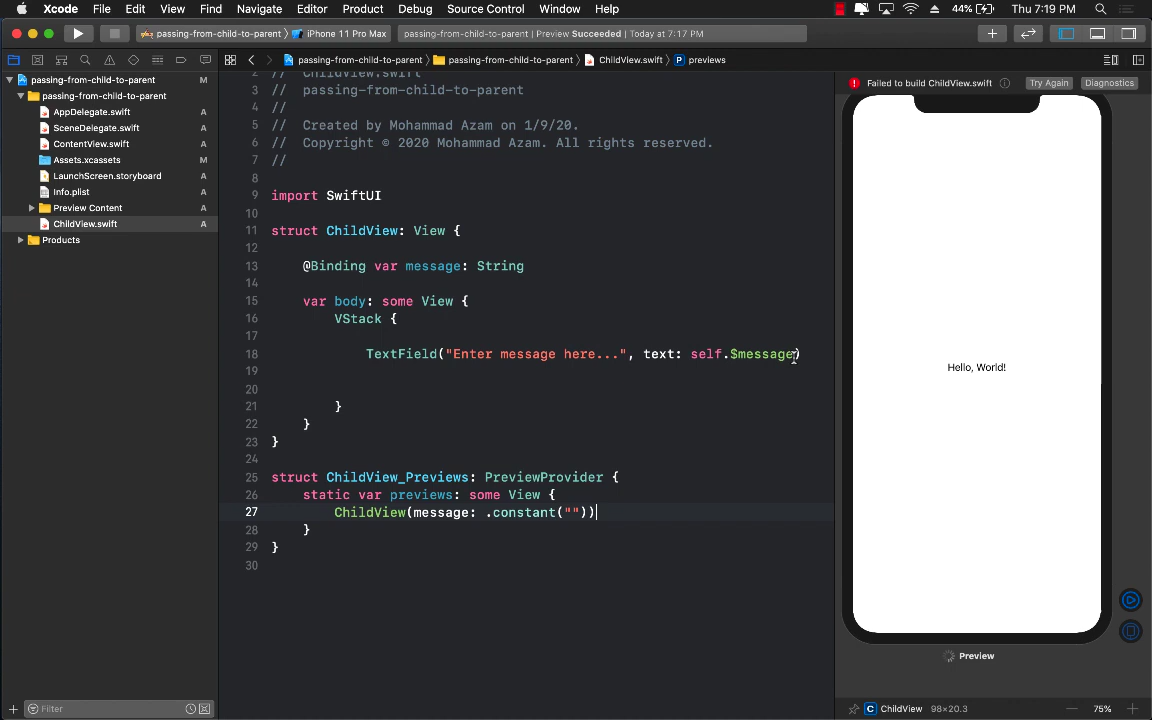 Xcode File Edit View Find Navigate Editor Product Debug Source Control Window Help 44% Thu 7:19 PM
passing-from-child-to-parent iPhone 11 Pro Max passing-from-child-to-parent | Preview Succeeded | Today at 7:17 PM
passing-from-child-to-parent passing-from-child-to-parent ChildView.swift P previews
passing-from-child-to-parent M
passing-from-child-to-parent
AppDelegate.swift A
SceneDelegate.swift A
ContentView.swift A
Assets.xcassets M
LaunchScreen.storyboard A
Info.plist A
Preview Content A
ChildView.swift A
Products
Filter
2 // ChildView.swift
3 // passing-from-child-to-parent
4 //
5 // Created by Mohammad Azam on 1/9/20.
6 // Copyright © 2020 Mohammad Azam. All rights reserved.
7 //
8
9 import SwiftUI
10
11 struct ChildView: View {
12
13 @Binding var message: String
14
15 var body: some View {
16 VStack {
17
18 TextField("Enter message here...", text: self.$message)
19
20
21 }
22 }
23 }
24
25 struct ChildView_Previews: PreviewProvider {
26 static var previews: some View {
27 ChildView(message: .constant(""))
28 }
29 }
30
Failed to build ChildView.swift Try Again Diagnostics
Hello, World!
Preview
C ChildView 98×20.3 75%